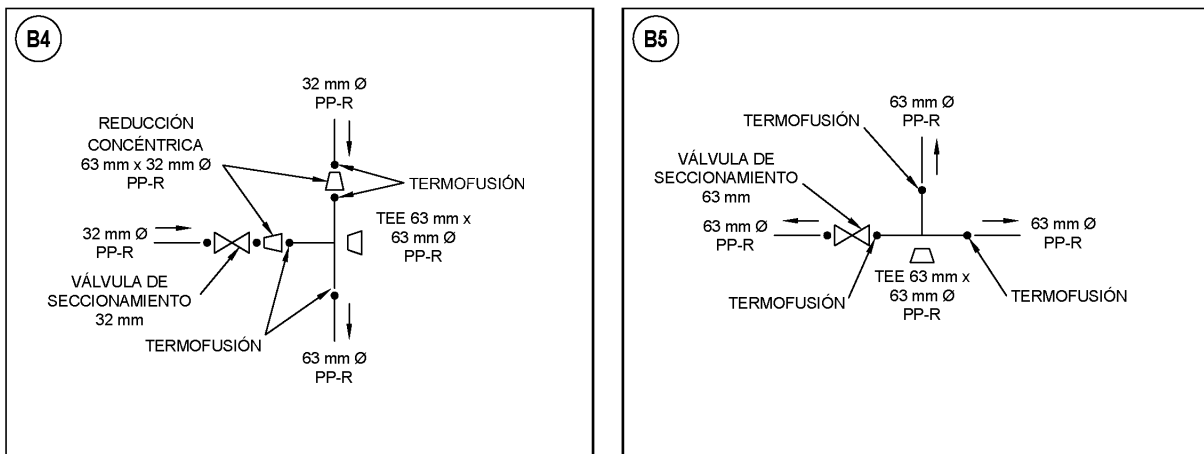 B4
32 mm Ø
PP-R
REDUCCIÓN
CONCÉNTRICA
63 mm x 32 mm Ø
PP-R
TERMOFUSIÓN
TEE 63 mm x
63 mm Ø
PP-R
32 mm Ø
PP-R
VÁLVULA DE
SECCIONAMIENTO
32 mm
TERMOFUSIÓN
63 mm Ø
PP-R
B5
63 mm Ø
PP-R
TERMOFUSIÓN
VÁLVULA DE
SECCIONAMIENTO
63 mm
63 mm Ø
PP-R
63 mm Ø
PP-R
TEE 63 mm x
63 mm Ø
PP-R
TERMOFUSIÓN
TERMOFUSIÓN